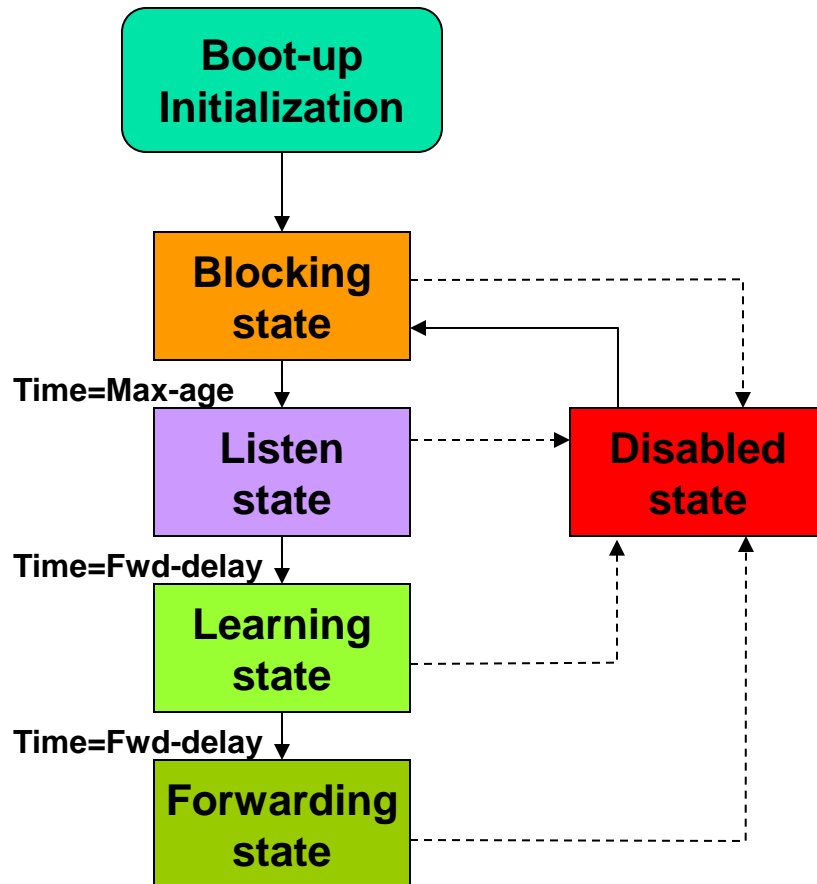 Boot-up
Initialization
Blocking
state
Time=Max-age
Listen
state
Disabled
state
Time=Fwd-delay
Learning
state
Time=Fwd-delay
Forwarding
state